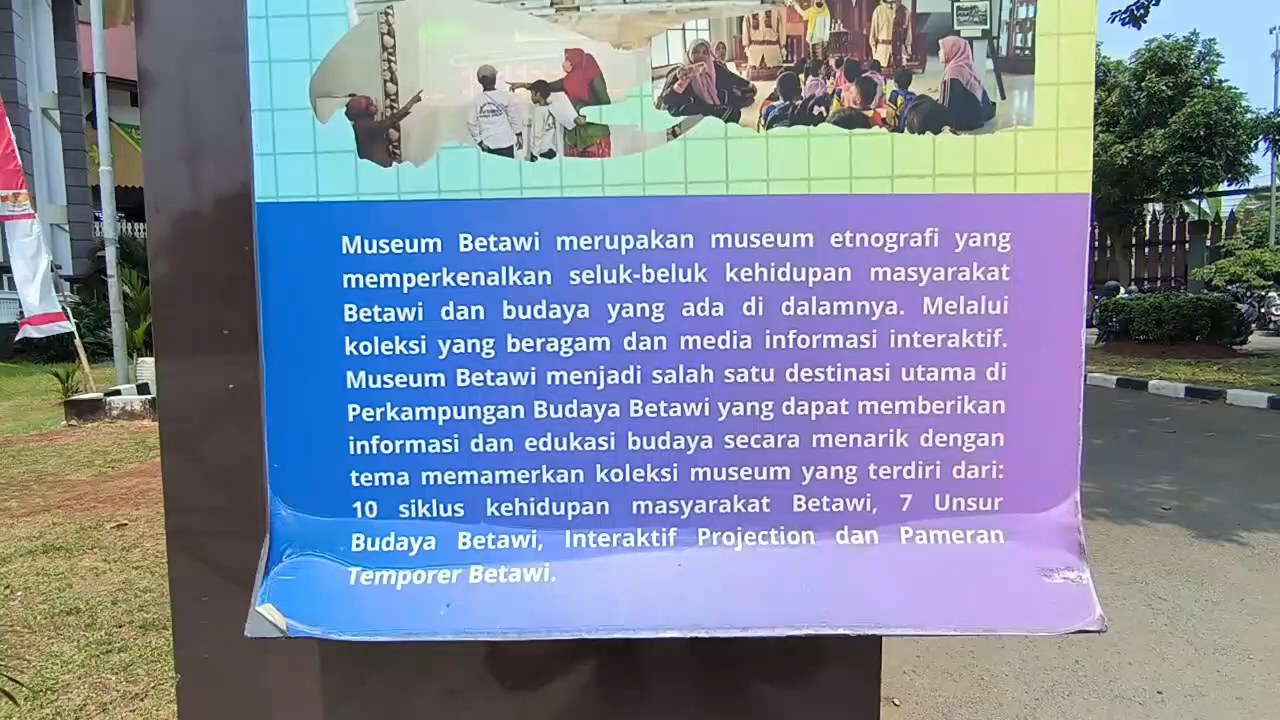 Museum Betawi merupakan museum etnografi yang
memperkenalkan seluk-beluk kehidupan masyarakat
Betawi dan budaya yang ada di dalamnya. Melalui
koleksi yang beragam dan media informasi interaktif.
Museum Betawi menjadi salah satu destinasi utama di
Perkampungan Budaya Betawi yang dapat memberikan
informasi dan edukasi budaya secara menarik dengan
tema memamerkan koleksi museum yang terdiri dari:
10 siklus kehidupan masyarakat Betawi, 7 Unsur
Budaya Betawi, Interaktif Projection dan Pameran
Temporer Betawi.